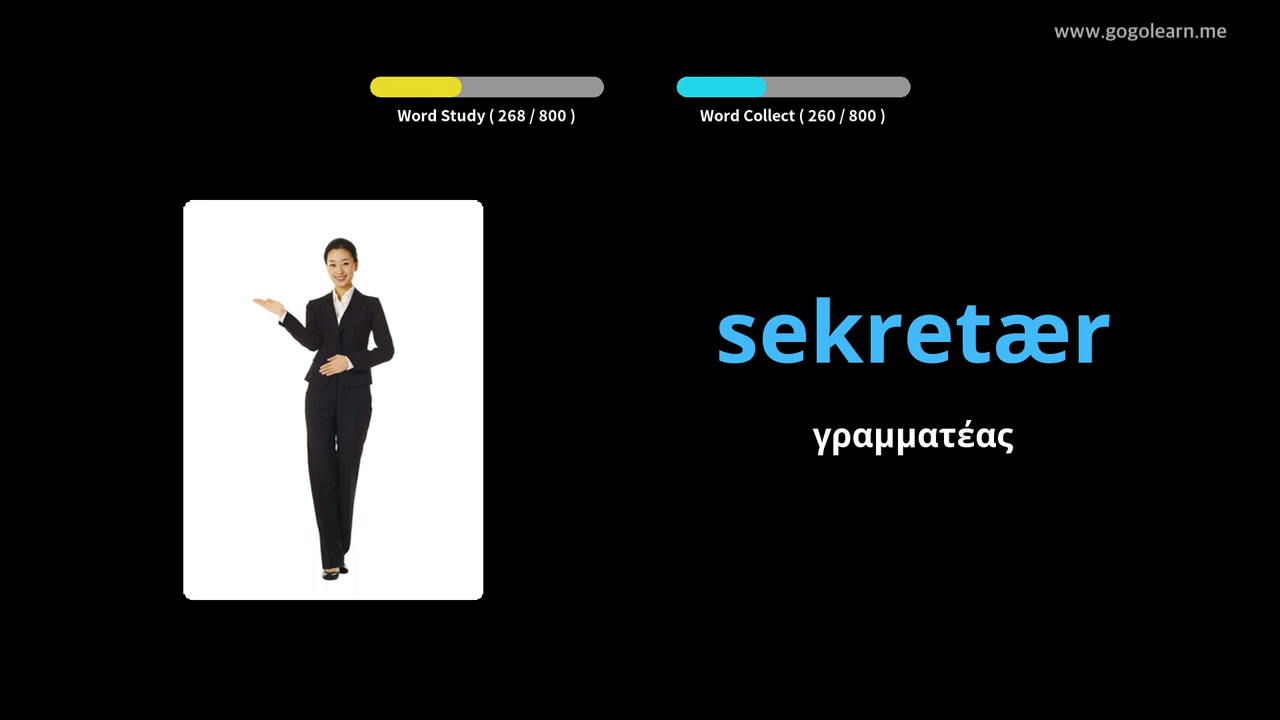 www.gogolearn.me
Word Study ( 268 / 800 )
Word Collect ( 260 / 800 )
sekretær
γραμματέας